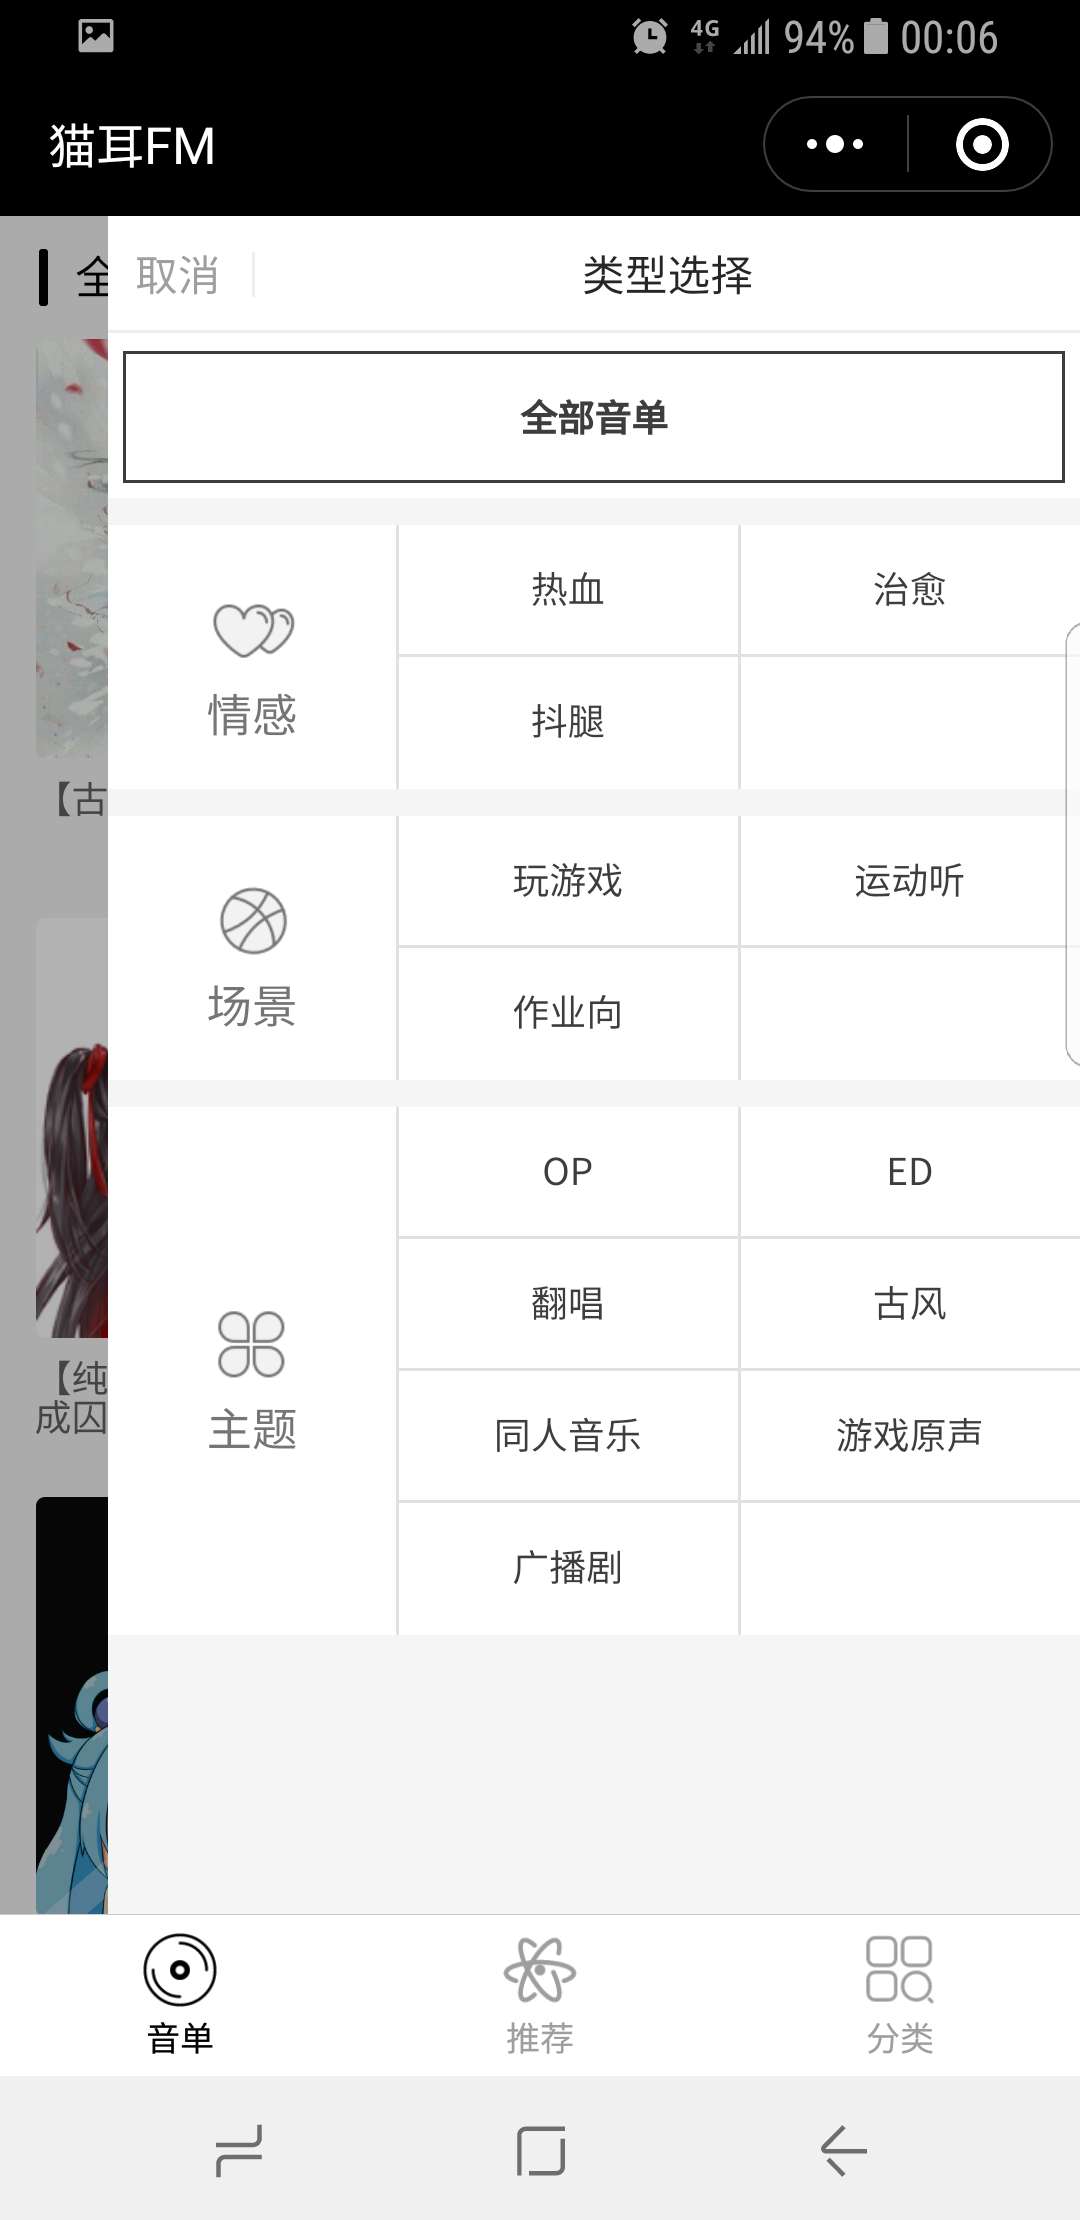 4G 94% 00:06
猫耳FM
全
取消
类型选择
全部音单
情感
热血
治愈
抖腿
场景
玩游戏
运动听
作业向
主题
OP
ED
翻唱
古风
同人音乐
游戏原声
广播剧
【古
【纯
成囚
音单
推荐
分类